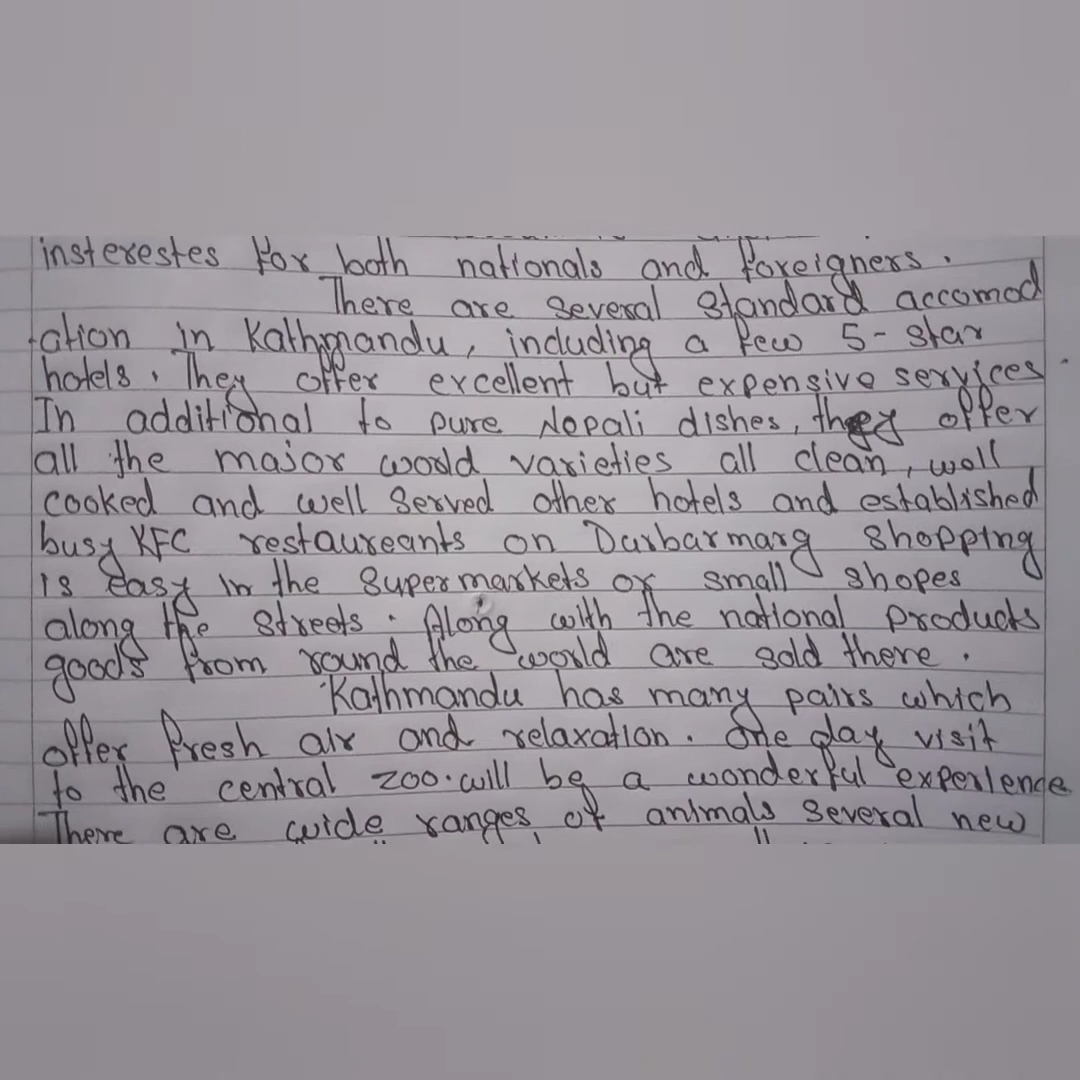 insterestes for both nationals and foreigners.
There are several standard accomod
-ation in Kathmandu, including a few 5-star
hotels. They offer excellent but expensive services.
In additional to pure Nepali dishes, they offer
all the major world varieties all clean, well
cooked and well served other hotels and established
busy KFC restaureants on Durbarmarg shopping
is easy in the supermarkets or small shopes
along the streets. Along with the national products
goods from round the world are sold there.
Kathmandu has many pairs which
offer fresh air and relaxation. One day visit
to the central zoo. will be a wonderful experience
There are wide ranges of animals several new